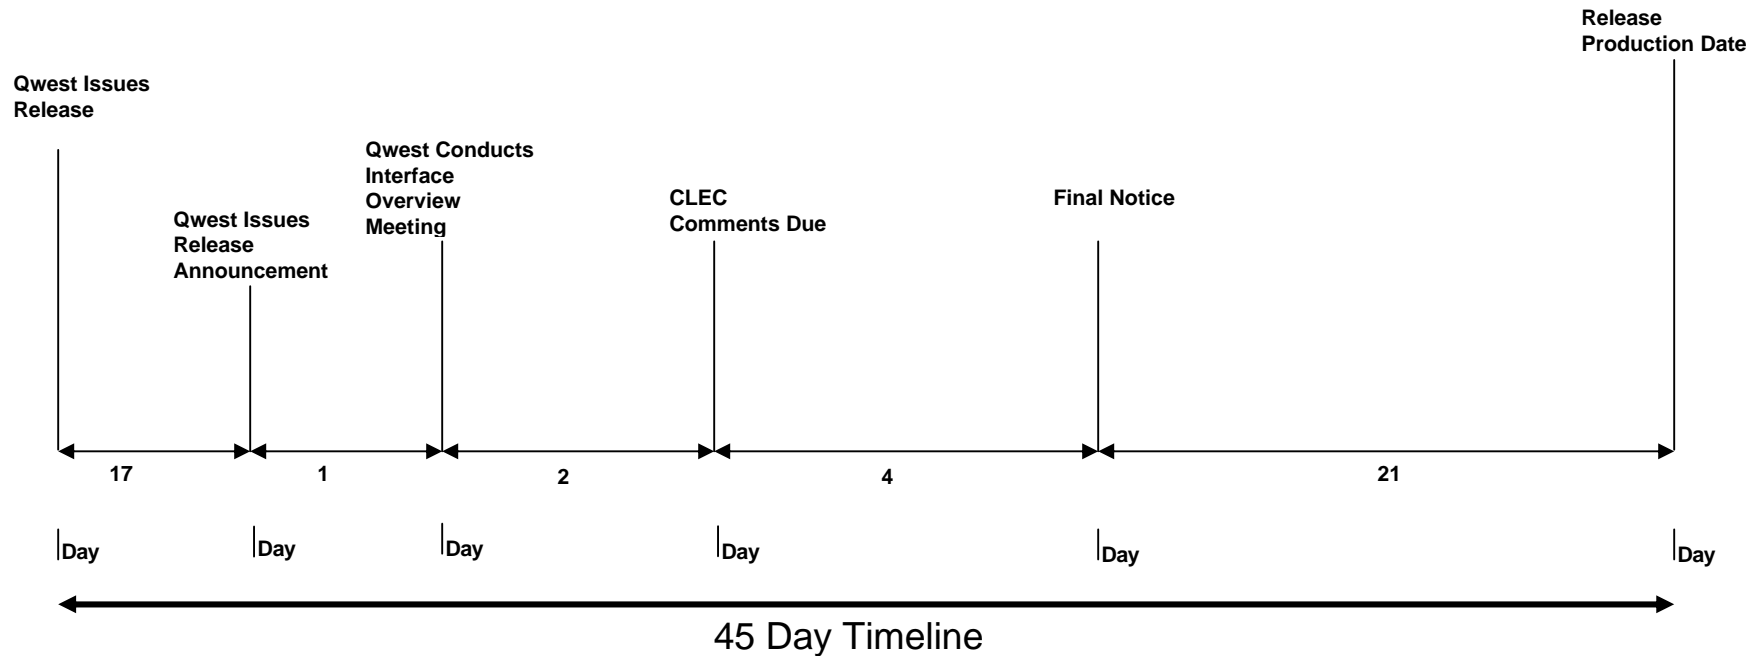 Release
Production Date
Qwest Issues
Release
Qwest Conducts
Interface
Overview
Meeting
CLEC
Comments Due
Final Notice
Qwest Issues
Release
Announcement
17
1
2
4
21
Day
Day
Day
Day
Day
Day
45 Day Timeline